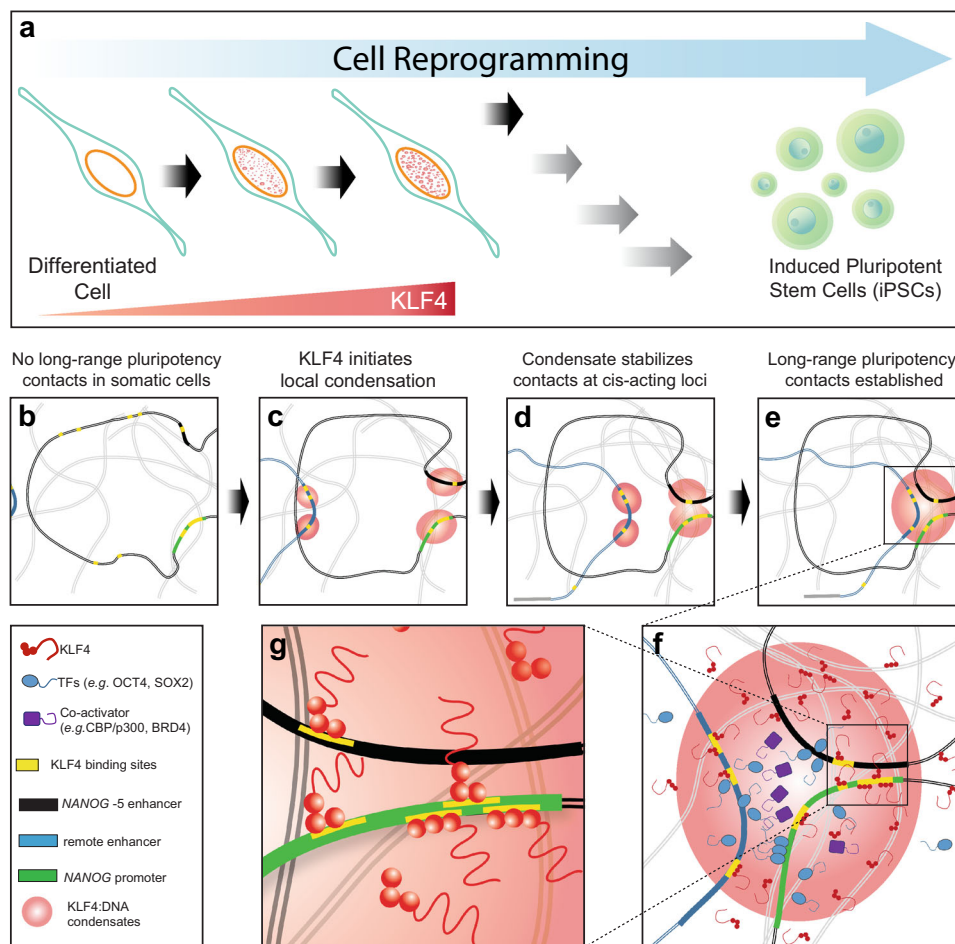 a
Cell Reprogramming
Differentiated
Cell
KLF4
Induced Pluripotent
Stem Cells (iPSCs)
No long-range pluripotency
contacts in somatic cells
KLF4 initiates
local condensation
Condensate stabilizes
contacts at cis-acting loci
Long-range pluripotency
contacts established
b
c
d
e
KLF4
TFs (e.g. OCT4, SOX2)
Co-activator
(e.g.CBP/p300, BRD4)
KLF4 binding sites
NANOG -5 enhancer
remote enhancer
NANOG promoter
KLF4:DNA
condensates
g
f